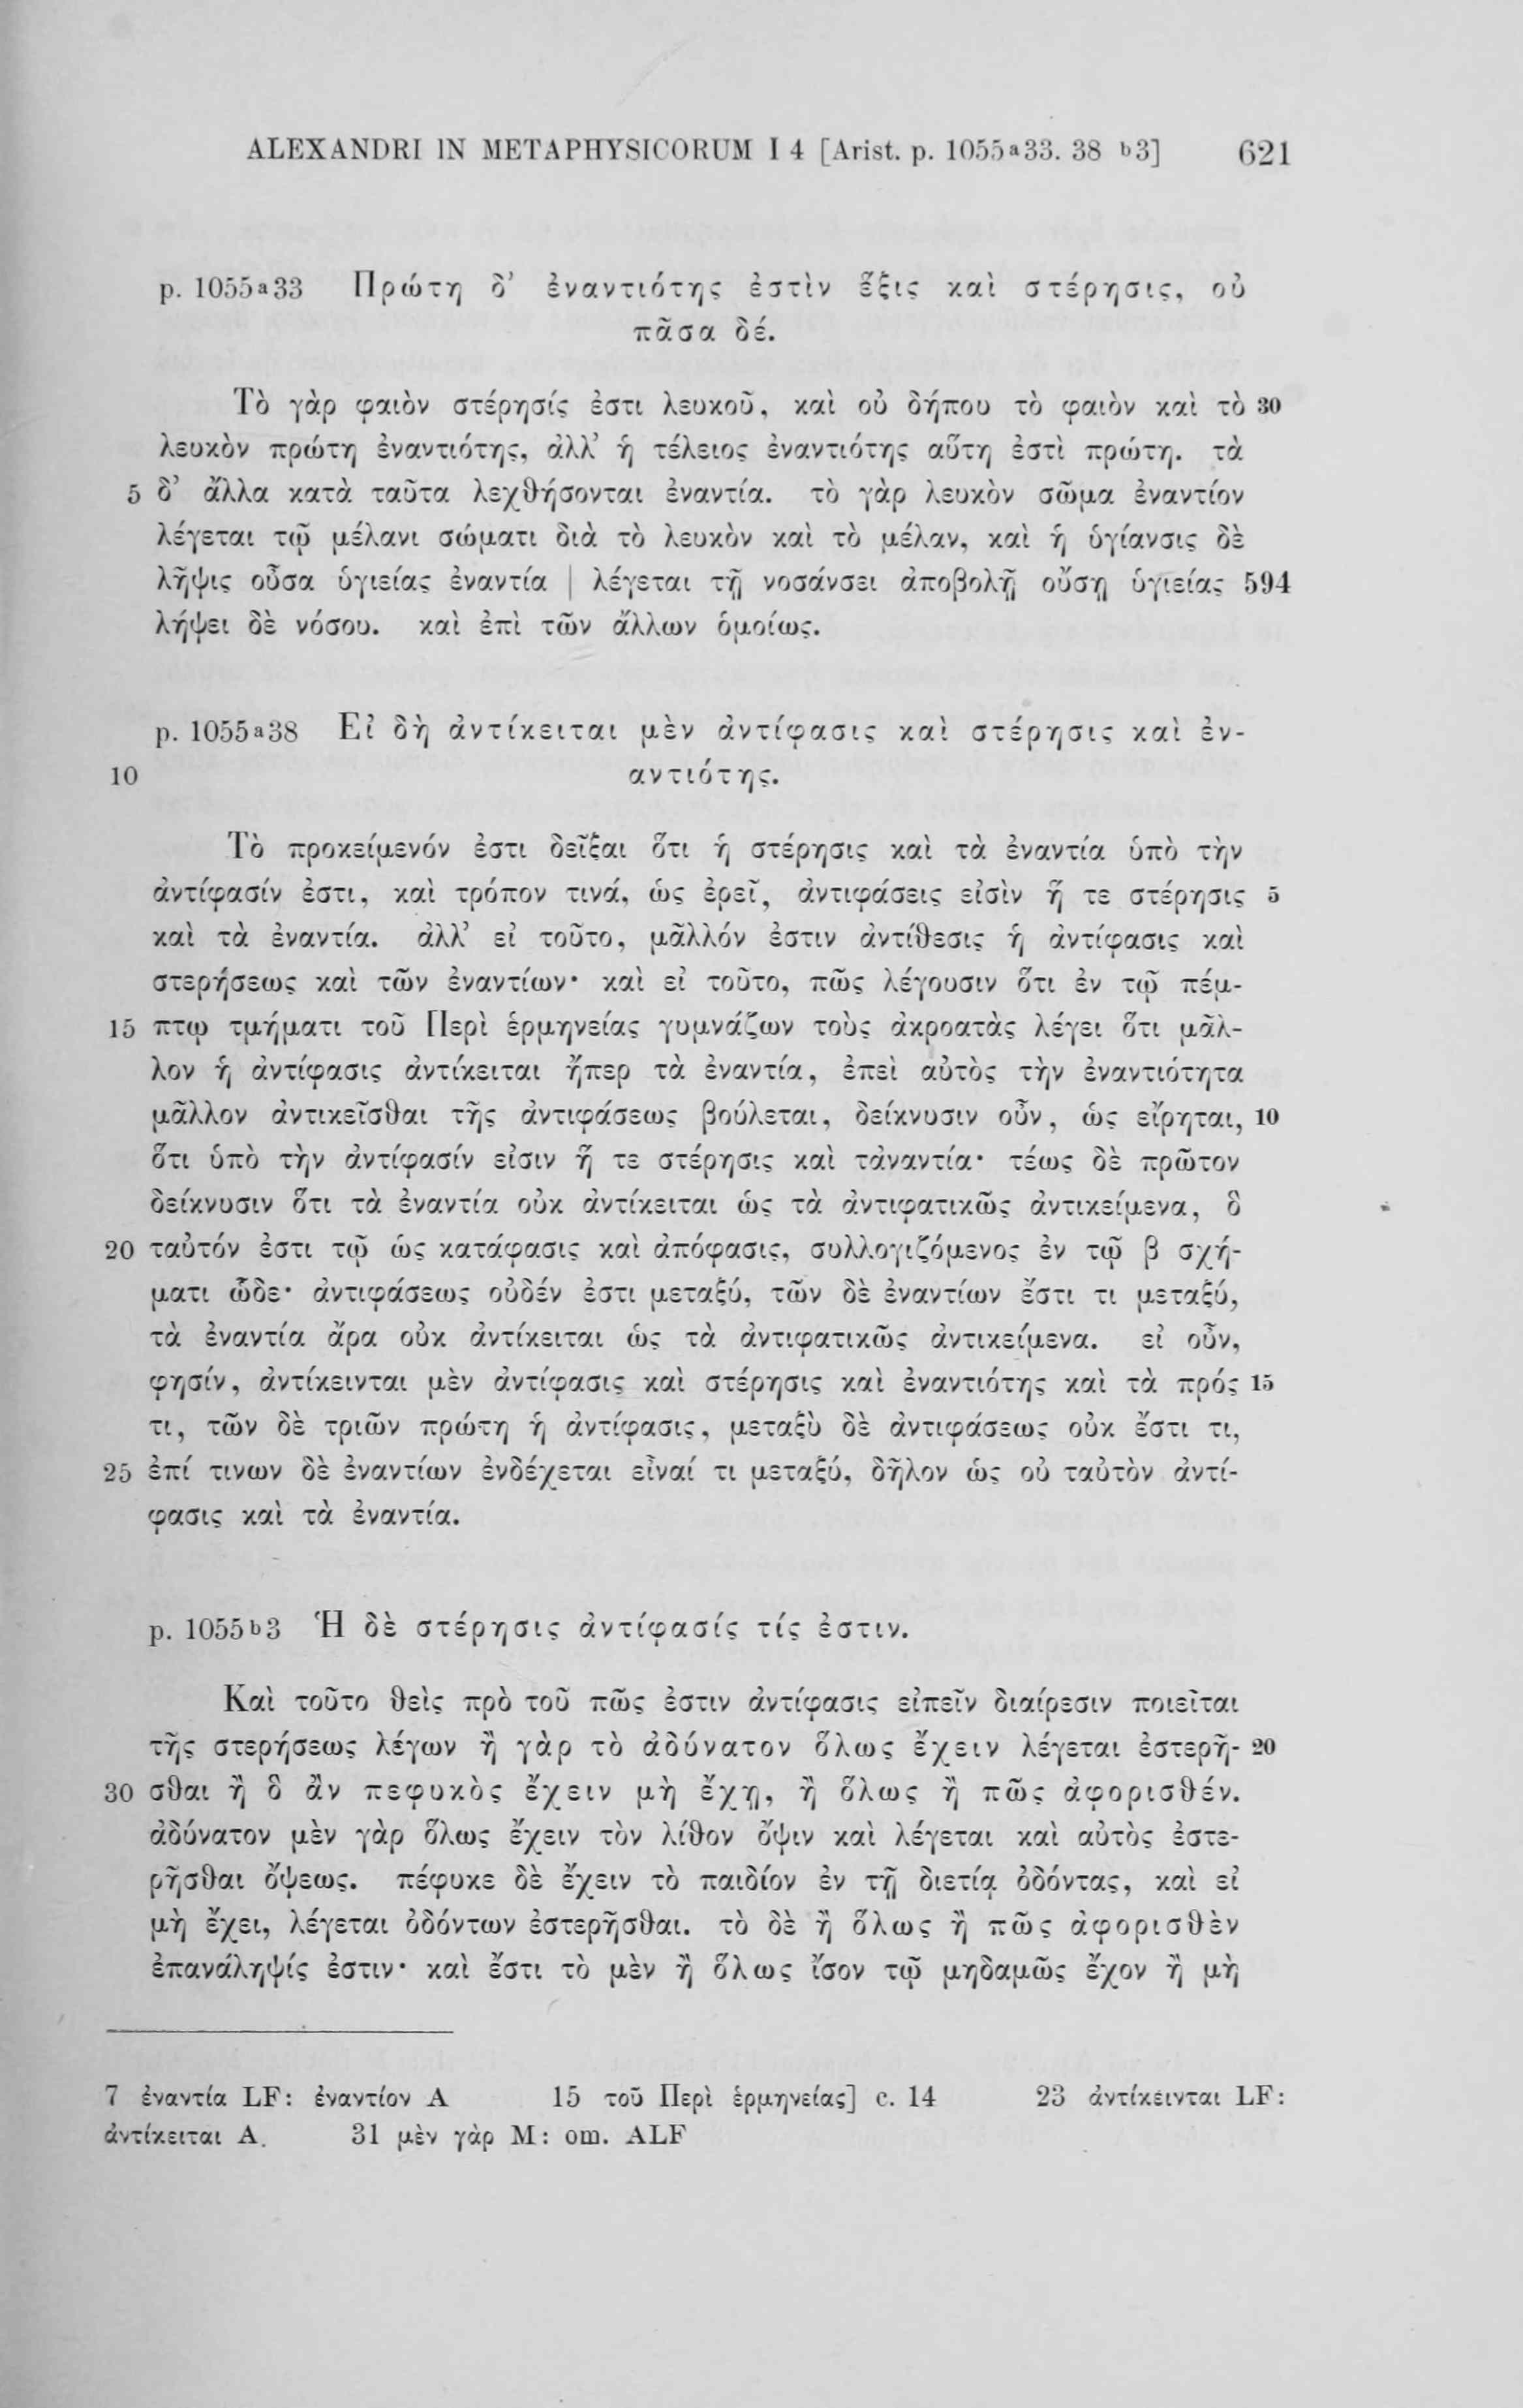 ALEXANDRI IN METAPHYSICORUM I 4 [Arist. p. 1055a33. 38 b3] 621
p. 1055a33 Πρώτη δ’ ἐναντιότης ἐστὶν ἕξις καὶ στέρησις, οὐ
πᾶσα δέ.
Τὸ γὰρ φαιὸν στέρησίς ἐστι λευκοῦ, καὶ οὐ δήπου τὸ φαιὸν καὶ τὸ 30
λευκὸν πρώτη ἐναντιότης, ἀλλ’ ἡ τέλειος ἐναντιότης αὕτη ἐστὶ πρώτη. τὰ
5 δ’ ἄλλα κατὰ ταῦτα λεχθήσονται ἐναντία. τὸ γὰρ λευκὸν σῶμα ἐναντίον
λέγεται τῷ μέλανι σώματι διὰ τὸ λευκὸν καὶ τὸ μέλαν, καὶ ἡ ὑγίανσις δὲ
λῆψις οὖσα ὑγιείας ἐναντία | λέγεται τῇ νοσάνσει ἀποβολῇ οὔσῃ ὑγιείας 594
λήψει δὲ νόσου. καὶ ἐπὶ τῶν ἄλλων ὁμοίως.
p. 1055a38 Εἰ δὴ ἀντίκειται μὲν ἀντίφασις καὶ στέρησις καὶ ἐν-
10 αντιότης.
Τὸ προκείμενόν ἐστι δεῖξαι ὅτι ἡ στέρησις καὶ τὰ ἐναντία ὑπὸ τὴν
ἀντίφασίν ἐστι, καὶ τρόπον τινά, ὡς ἐρεῖ, ἀντιφάσεις εἰσὶν ἥ τε στέρησις 5
καὶ τὰ ἐναντία. ἀλλ’ εἰ τοῦτο, μᾶλλόν ἐστιν ἀντίθεσις ἡ ἀντίφασις καὶ
στερήσεως καὶ τῶν ἐναντίων· καὶ εἰ τοῦτο, πῶς λέγουσιν ὅτι ἐν τῷ πέμ-
15 πτῳ τμήματι τοῦ Περὶ ἑρμηνείας γυμνάζων τοὺς ἀκροατὰς λέγει ὅτι μᾶλ-
λον ἡ ἀντίφασις ἀντίκειται ἤπερ τὰ ἐναντία, ἐπεὶ αὐτὸς τὴν ἐναντιότητα
μᾶλλον ἀντικεῖσθαι τῆς ἀντιφάσεως βούλεται, δείκνυσιν οὖν, ὡς εἴρηται, 10
ὅτι ὑπὸ τὴν ἀντίφασίν εἰσιν ἥ τε στέρησις καὶ τἀναντία· τέως δὲ πρῶτον
δείκνυσιν ὅτι τὰ ἐναντία οὐκ ἀντίκειται ὡς τὰ ἀντιφατικῶς ἀντικείμενα, ὃ
20 ταὐτόν ἐστι τῷ ὡς κατάφασις καὶ ἀπόφασις, συλλογιζόμενος ἐν τῷ β σχή-
ματι ὧδε· ἀντιφάσεως οὐδέν ἐστι μεταξύ, τῶν δὲ ἐναντίων ἔστι τι μεταξύ,
τὰ ἐναντία ἄρα οὐκ ἀντίκειται ὡς τὰ ἀντιφατικῶς ἀντικείμενα. εἰ οὖν,
φησίν, ἀντίκεινται μὲν ἀντίφασις καὶ στέρησις καὶ ἐναντιότης καὶ τὰ πρός 15
τι, τῶν δὲ τριῶν πρώτη ἡ ἀντίφασις, μεταξὺ δὲ ἀντιφάσεως οὐκ ἔστι τι,
25 ἐπί τινων δὲ ἐναντίων ἐνδέχεται εἶναί τι μεταξύ, δῆλον ὡς οὐ ταὐτὸν ἀντί-
φασις καὶ τὰ ἐναντία.
p. 1055b3 Ἡ δὲ στέρησις ἀντίφασίς τίς ἐστιν.
Καὶ τοῦτο θεὶς πρὸ τοῦ πῶς ἐστιν ἀντίφασις εἰπεῖν διαίρεσιν ποιεῖται
τῆς στερήσεως λέγων ἢ γὰρ τὸ ἀδύνατον ὅλως ἔχειν λέγεται ἐστερῆ- 20
30 σθαι ἢ ὃ ἂν πεφυκὸς ἔχειν μὴ ἔχῃ, ἢ ὅλως ἢ πῶς ἀφορισθέν.
ἀδύνατον μὲν γὰρ ὅλως ἔχειν τὸν λίθον ὄψιν καὶ λέγεται καὶ αὐτὸς ἐστε-
ρῆσθαι ὄψεως. πέφυκε δὲ ἔχειν τὸ παιδίον ἐν τῇ διετίᾳ ὀδόντας, καὶ εἰ
μὴ ἔχει, λέγεται ὀδόντων ἐστερῆσθαι. τὸ δὲ ἢ ὅλως ἢ πῶς ἀφορισθὲν
ἐπανάληψίς ἐστιν· καὶ ἔστι τὸ μὲν ἢ ὅλως ἴσον τῷ μηδαμῶς ἔχον ἢ μὴ
7 ἐναντία LF: ἐναντίον A 15 τοῦ Περὶ ἑρμηνείας] c. 14 23 ἀντίκεινται LF:
ἀντίκειται A. 31 μὲν γὰρ M: om. ALF